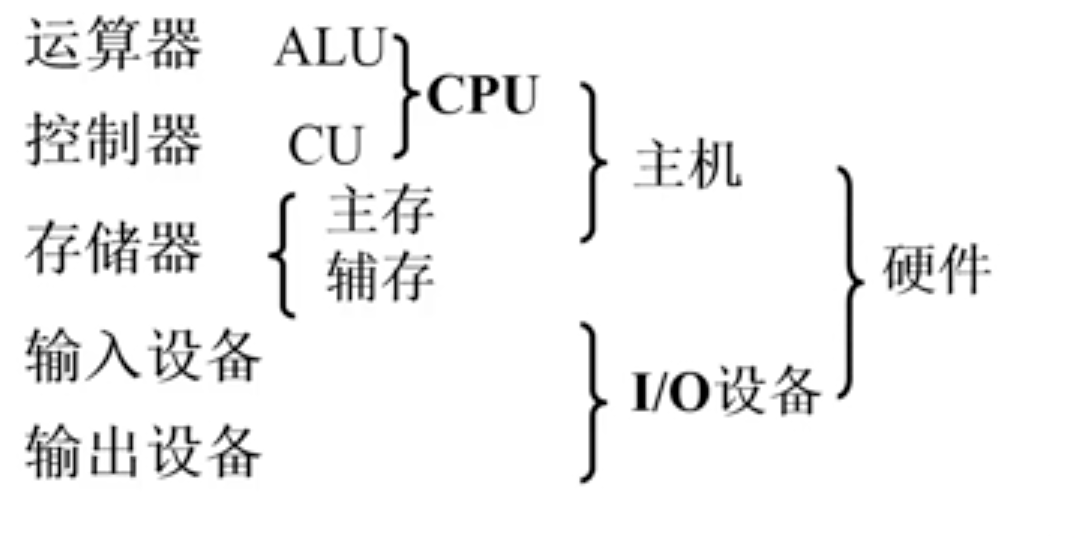 运算器 ALU
CPU
控制器 CU
主机
存储器 主存
辅存
硬件
输入设备
I/O设备
输出设备